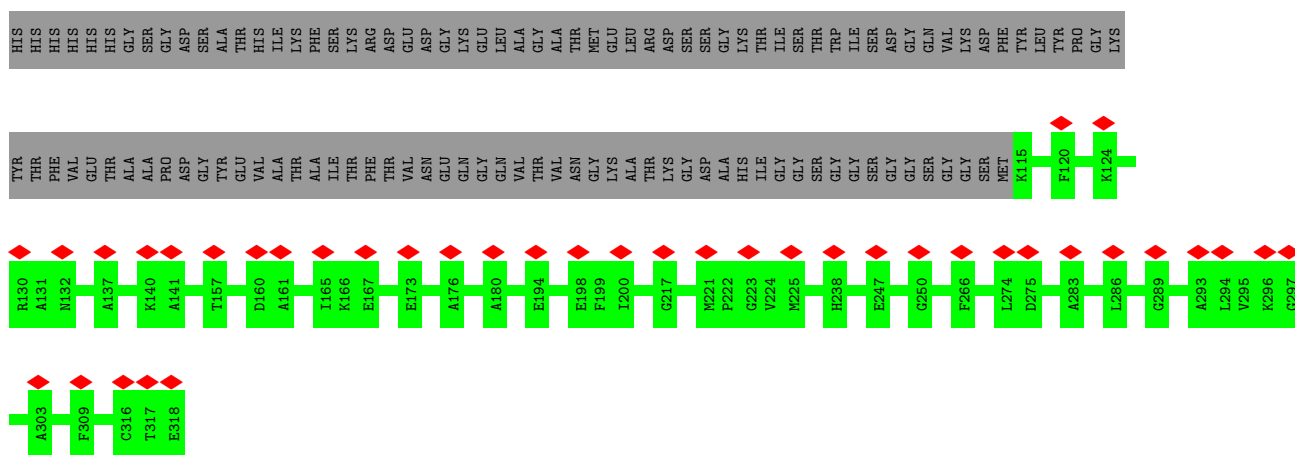 HIS HIS HIS HIS HIS HIS GLY SER GLY ASP SER ALA THR HIS ILE LYS PHE SER LYS ARG ASP GLU ASP GLY LYS GLU LEU ALA GLY ALA THR MET GLU LEU ARG ASP SER SER GLY LYS THR ILE SER THR TRP ILE SER ASP GLY GLN VAL LYS ASP PHE TYR LEU TYR PRO GLY LYS
TYR THR PHE VAL GLU THR ALA ALA PRO ASP GLY TYR GLU VAL ALA THR ALA ILE THR PHE THR VAL ASN GLU GLN GLY GLN VAL THR VAL ASN GLY LYS ALA THR LYS GLY ASP ALA HIS ILE GLY GLY SER GLY GLY SER GLY GLY SER GLY GLY SER MET K115 F120 K124
R130 A131 N132 A137 K140 A141 T157 D160 A161 I165 K166 E167 E173 A176 A180 E194 E198 F199 I200 G217 M221 P222 G223 V224 M225 H238 E247 G250 F266 L274 D275 A283 L286 G289 A293 L294 V295 K296 G297
A303 F309 C316 T317 E318